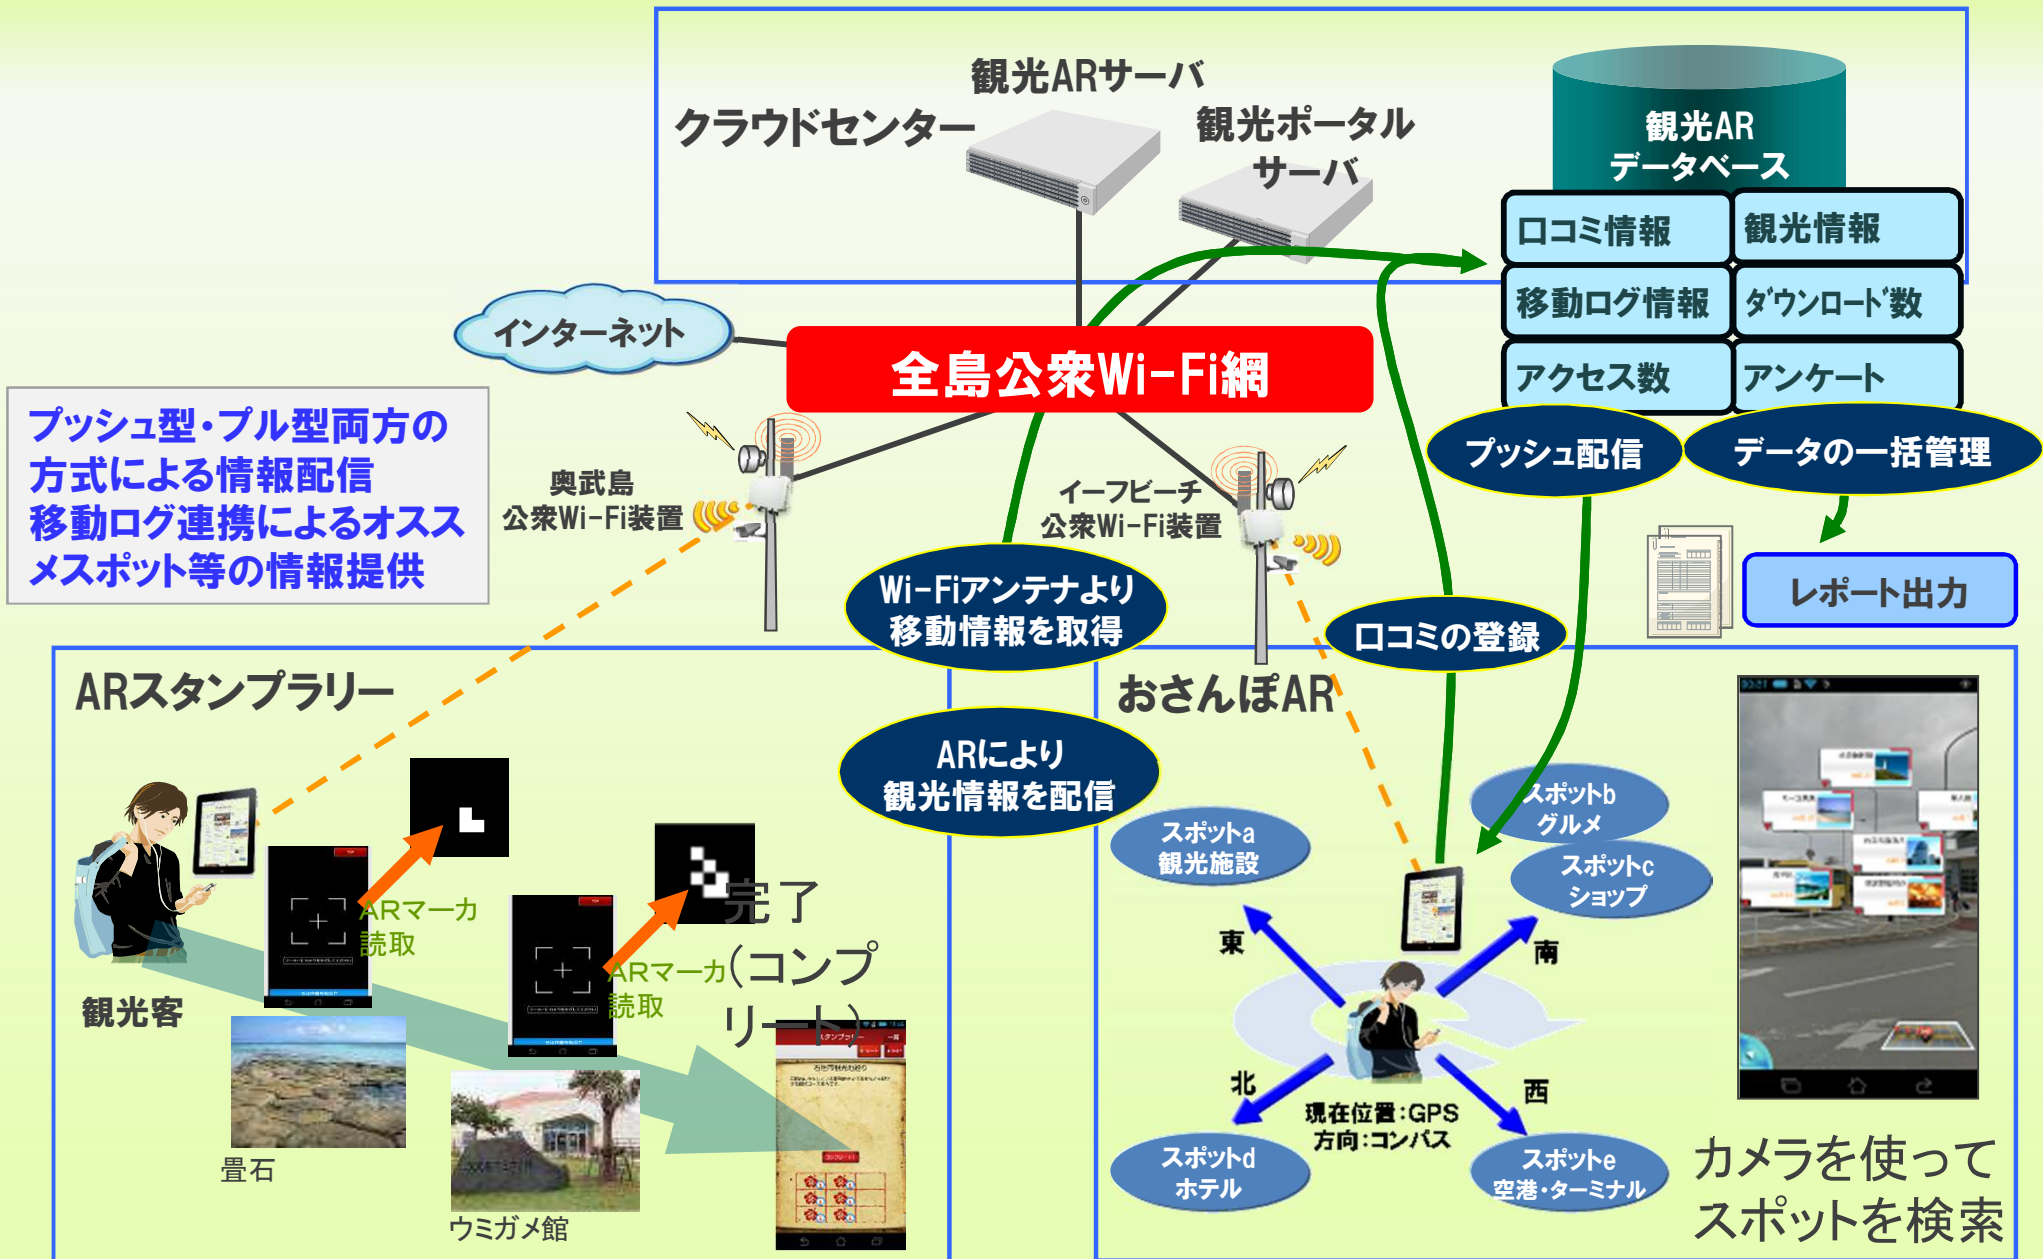 観光ARサーバ
クラウドセンター
観光ポータル
サーバ
観光AR
データベース
口コミ情報
観光情報
移動ログ情報
ダウンロード数
アクセス数
アンケート
インターネット
全島公衆Wi-Fi網
プッシュ型・プル型両方の
方式による情報配信
移動ログ連携によるオスス
メスポット等の情報提供
奥武島
公衆Wi-Fi装置
イーフビーチ
公衆Wi-Fi装置
プッシュ配信
データの一括管理
レポート出力
Wi-Fiアンテナより
移動情報を取得
口コミの登録
ARスタンプラリー
ARにより
観光情報を配信
おさんぽAR
観光客
ARマーカ
読取
ARマーカ
読取
完了
(コンプ
リート)
畳石
ウミガメ館
スタンプラリー
一覧
スポットa
観光施設
スポットb
グルメ
スポットc
ショップ
東
南
北
西
現在位置:GPS
方向:コンパス
スポットd
ホテル
スポットe
空港・ターミナル
カメラを使って
スポットを検索